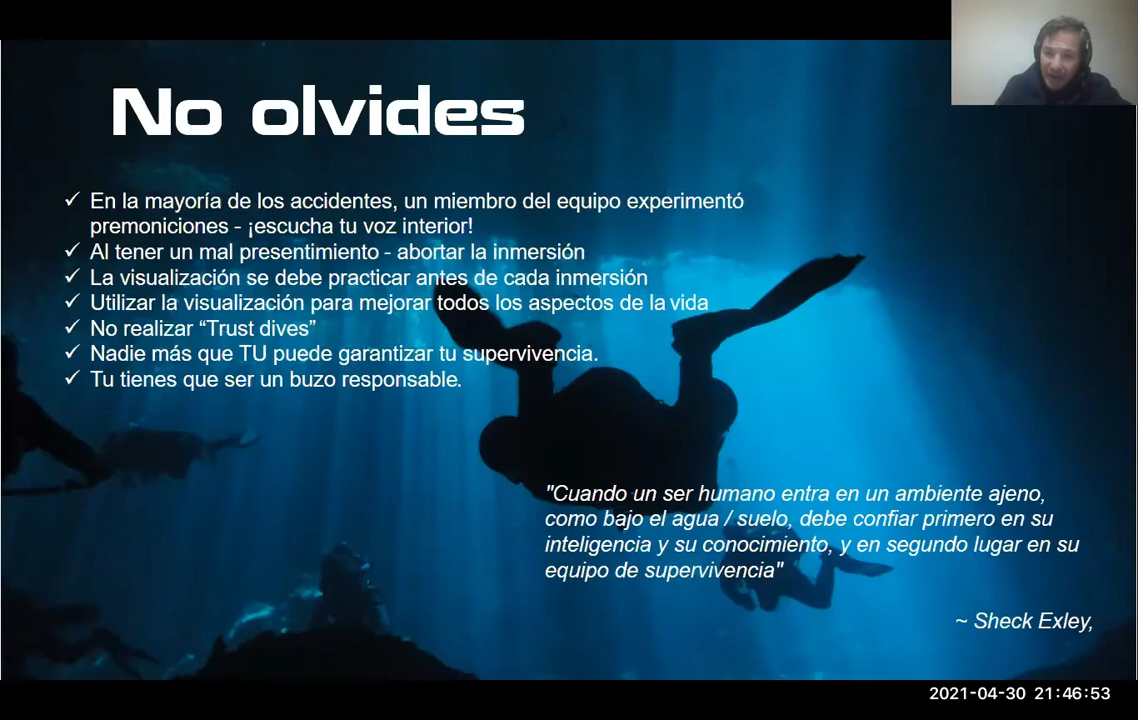 No olvides
✓ En la mayoría de los accidentes, un miembro del equipo experimentó
premoniciones - ¡escucha tu voz interior!
✓ Al tener un mal presentimiento - abortar la inmersión
✓ La visualización se debe practicar antes de cada inmersión
✓ Utilizar la visualización para mejorar todos los aspectos de la vida
✓ No realizar “Trust dives”
✓ Nadie más que TU puede garantizar tu supervivencia.
✓ Tu tienes que ser un buzo responsable.
"Cuando un ser humano entra en un ambiente ajeno,
como bajo el agua / suelo, debe confiar primero en su
inteligencia y su conocimiento, y en segundo lugar en su
equipo de supervivencia"
~ Sheck Exley,
2021-04-30 21:46:53